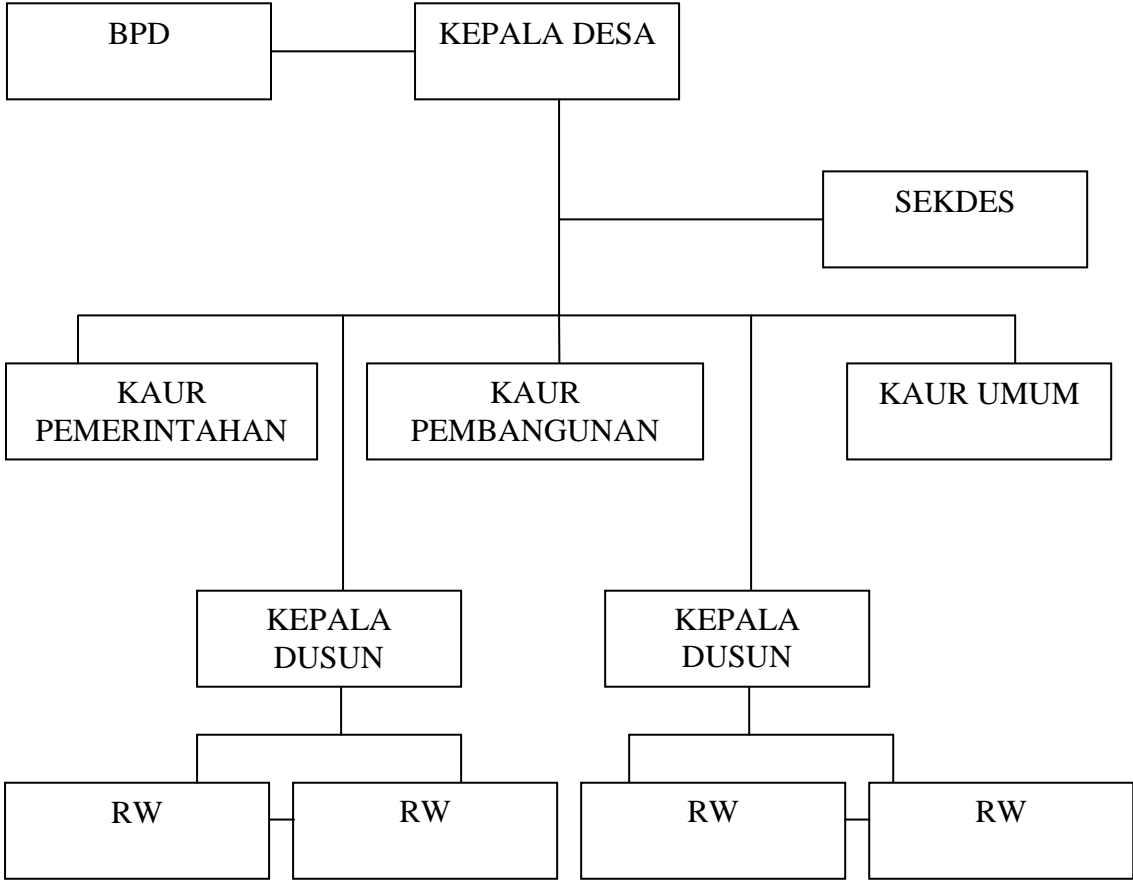 BPD
KEPALA DESA
SEKDES
KAUR
PEMERINTAHAN
KAUR
PEMBANGUNAN
KAUR UMUM
KEPALA
DUSUN
KEPALA
DUSUN
RW
RW
RW
RW